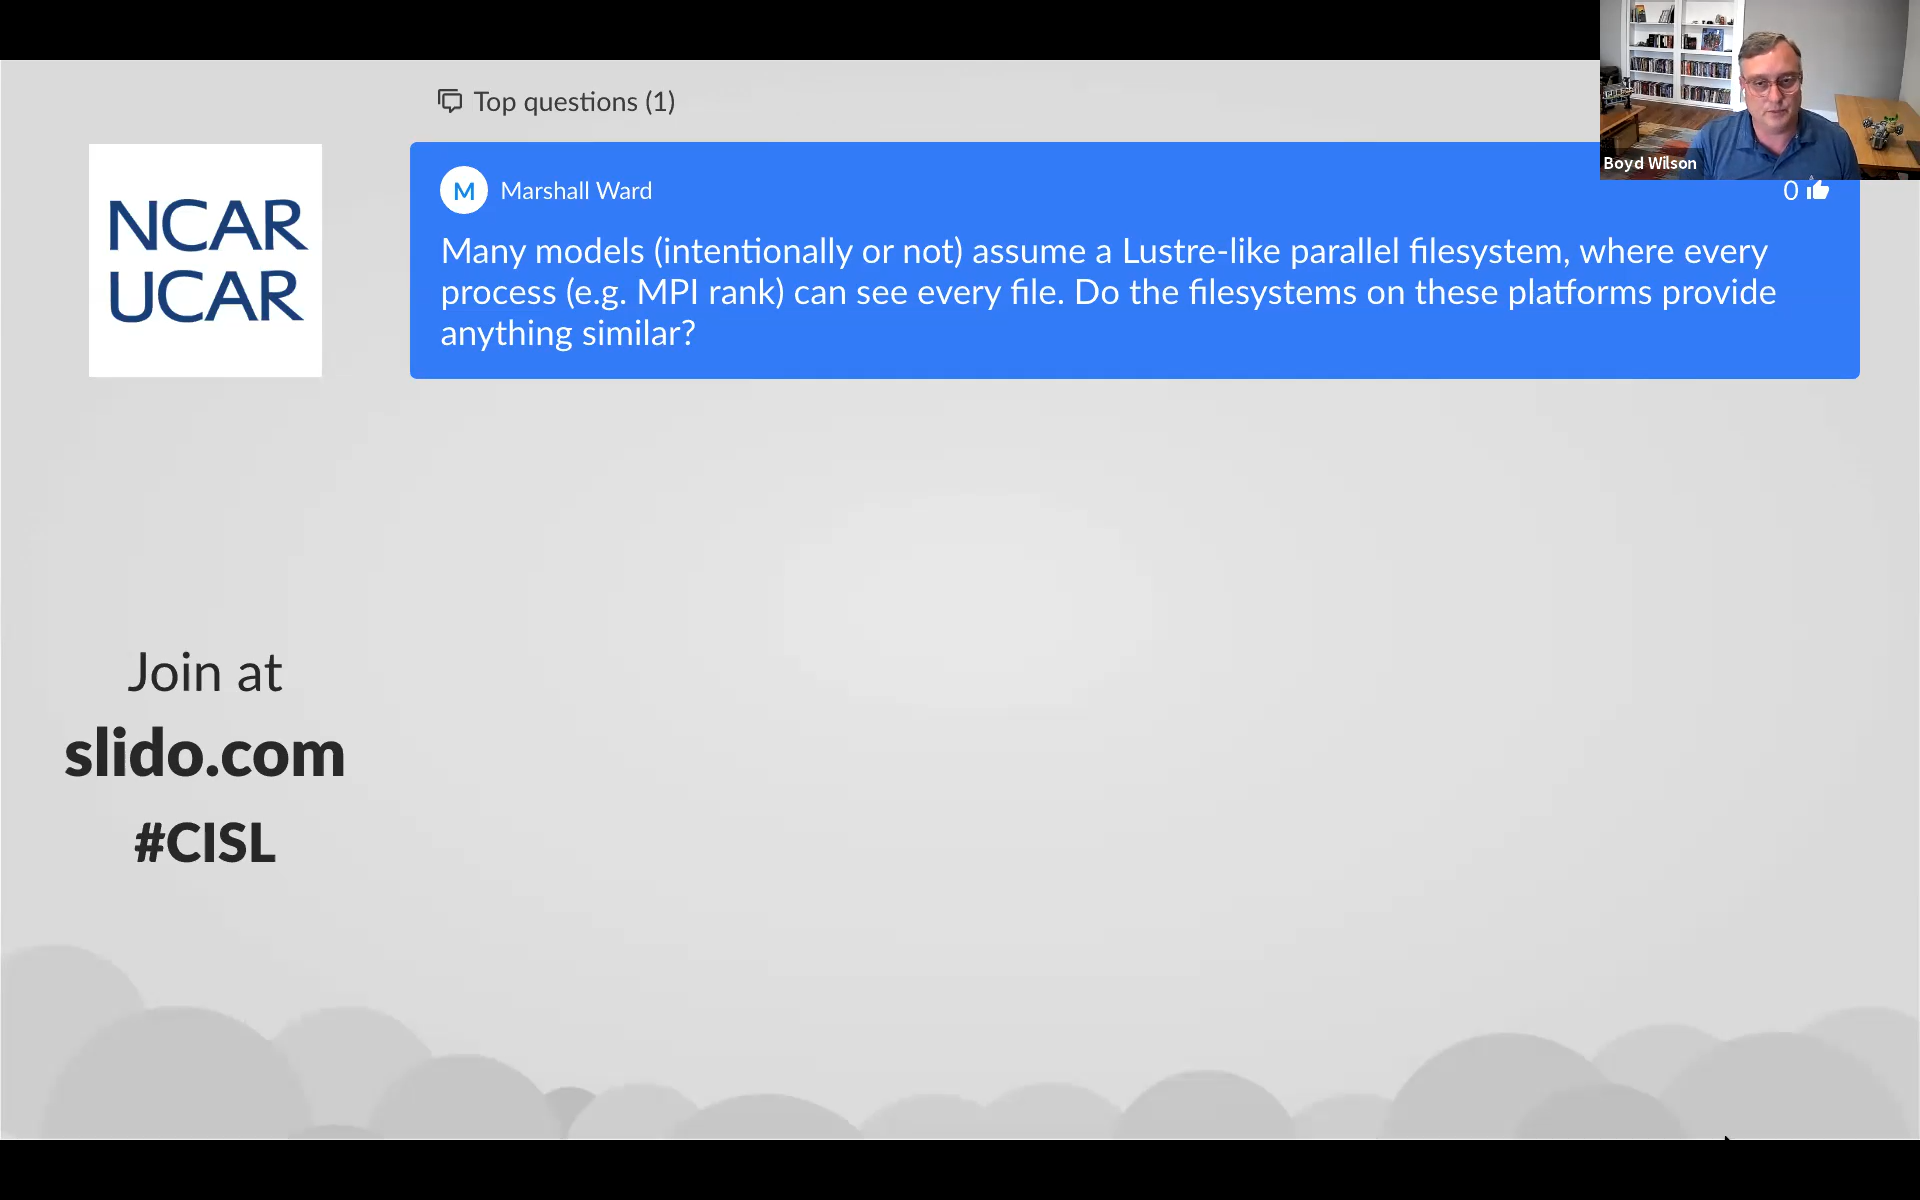 Top questions (1)
NCAR
UCAR
M Marshall Ward
0
Many models (intentionally or not) assume a Lustre-like parallel filesystem, where every
process (e.g. MPI rank) can see every file. Do the filesystems on these platforms provide
anything similar?
Boyd Wilson
Join at
slido.com
#CISL